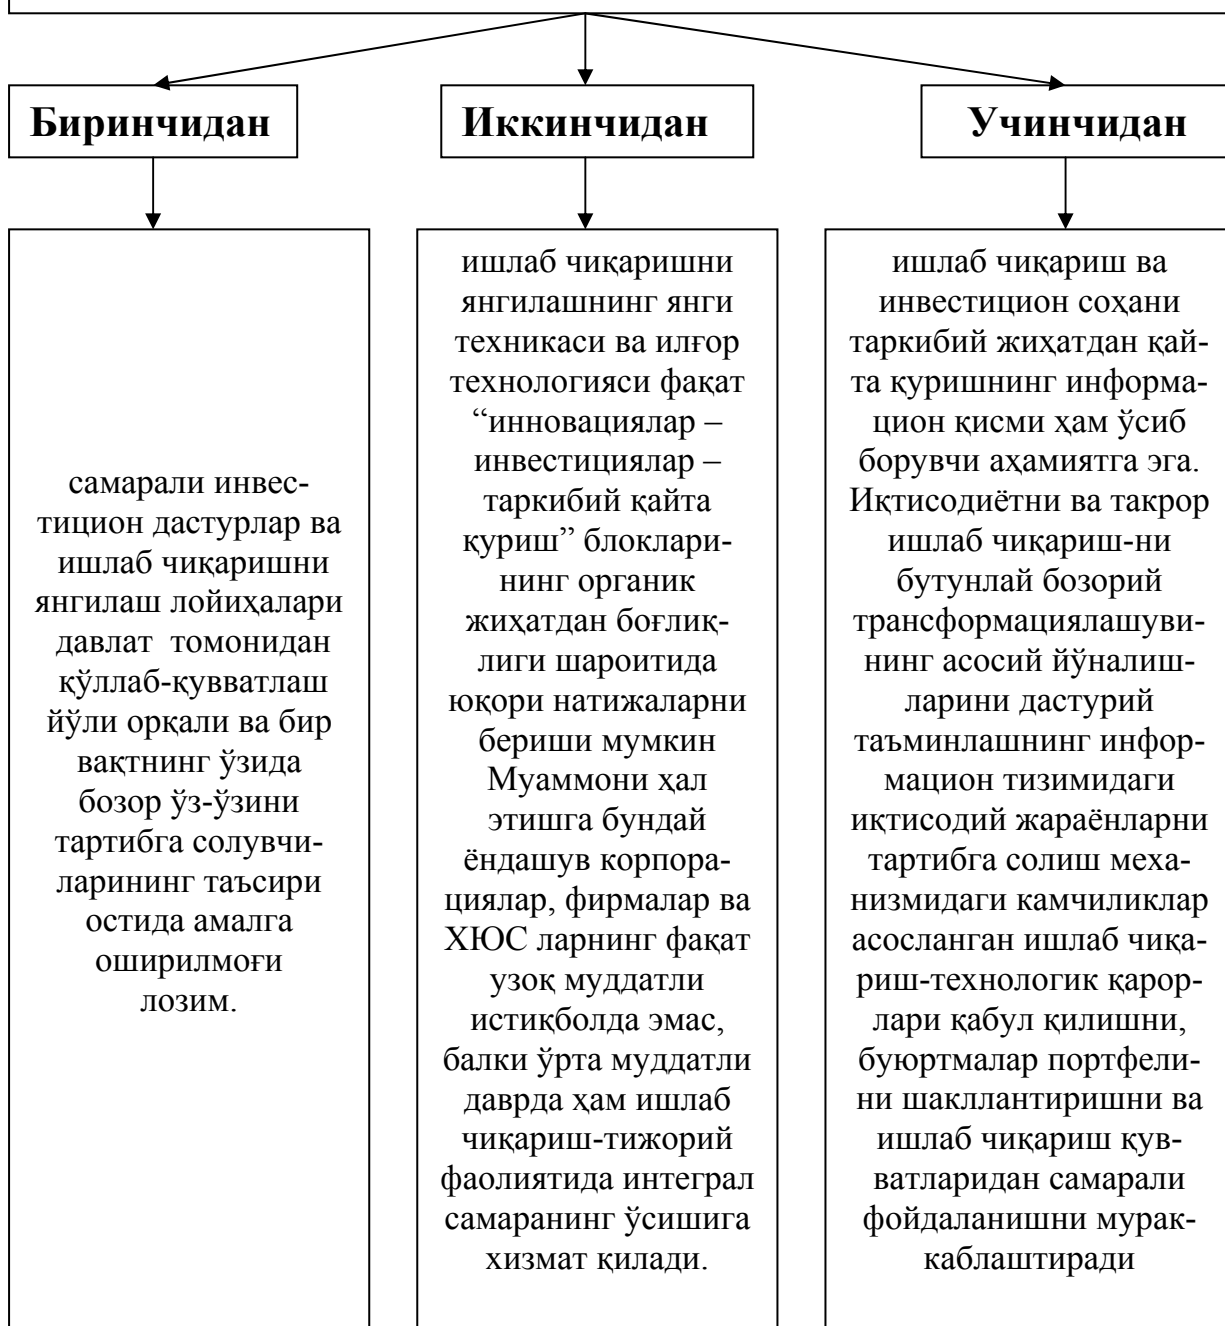 Биринчидан
Иккинчидан
Учинчидан
самарали инвес-
тицион дастурлар ва
ишлаб чиқаришни
янгилаш лойиҳалари
давлат томонидан
қўллаб-қувватлаш
йўли орқали ва бир
вақтнинг ўзида
бозор ўз-ўзини
тартибга солувчи-
ларининг таъсири
остида амалга
оширилмоғи
лозим.
ишлаб чиқаришни
янгилашнинг янги
техникаси ва илғор
технологияси фақат
“инновациялар –
инвестициялар –
таркибий қайта
қуриш” блоклари-
нинг органик
жиҳатдан боғлиқ-
лиги шароитида
юқори натижаларни
бериши мумкин
Муаммони ҳал
этишга бундай
ёндашув корпора-
циялар, фирмалар ва
ХЮС ларнинг фақат
узоқ муддатли
истиқболда эмас,
балки ўрта муддатли
даврда ҳам ишлаб
чиқариш-тижорий
фаолиятида интеграл
самаранинг ўсишига
хизмат қилади.
ишлаб чиқариш ва
инвестицион соҳани
таркибий жиҳатдан қай-
та қуришнинг информа-
цион қисми ҳам ўсиб
борувчи аҳамиятга эга.
Иқтисодиётни ва такрор
ишлаб чиқариш-ни
бутунлай бозорий
трансформациялашуви-
нинг асосий йўналиш-
ларини дастурий
таъминлашнинг инфор-
мацион тизимидаги
иқтисодий жараёнларни
тартибга солиш меха-
низмидаги камчиликлар
асосланган ишлаб чиқа-
риш-технологик қарор-
лари қабул қилишни,
буюртмалар портфели-
ни шакллантиришни ва
ишлаб чиқариш қув-
ватларидан самарали
фойдаланишни мурак-
каблаштиради